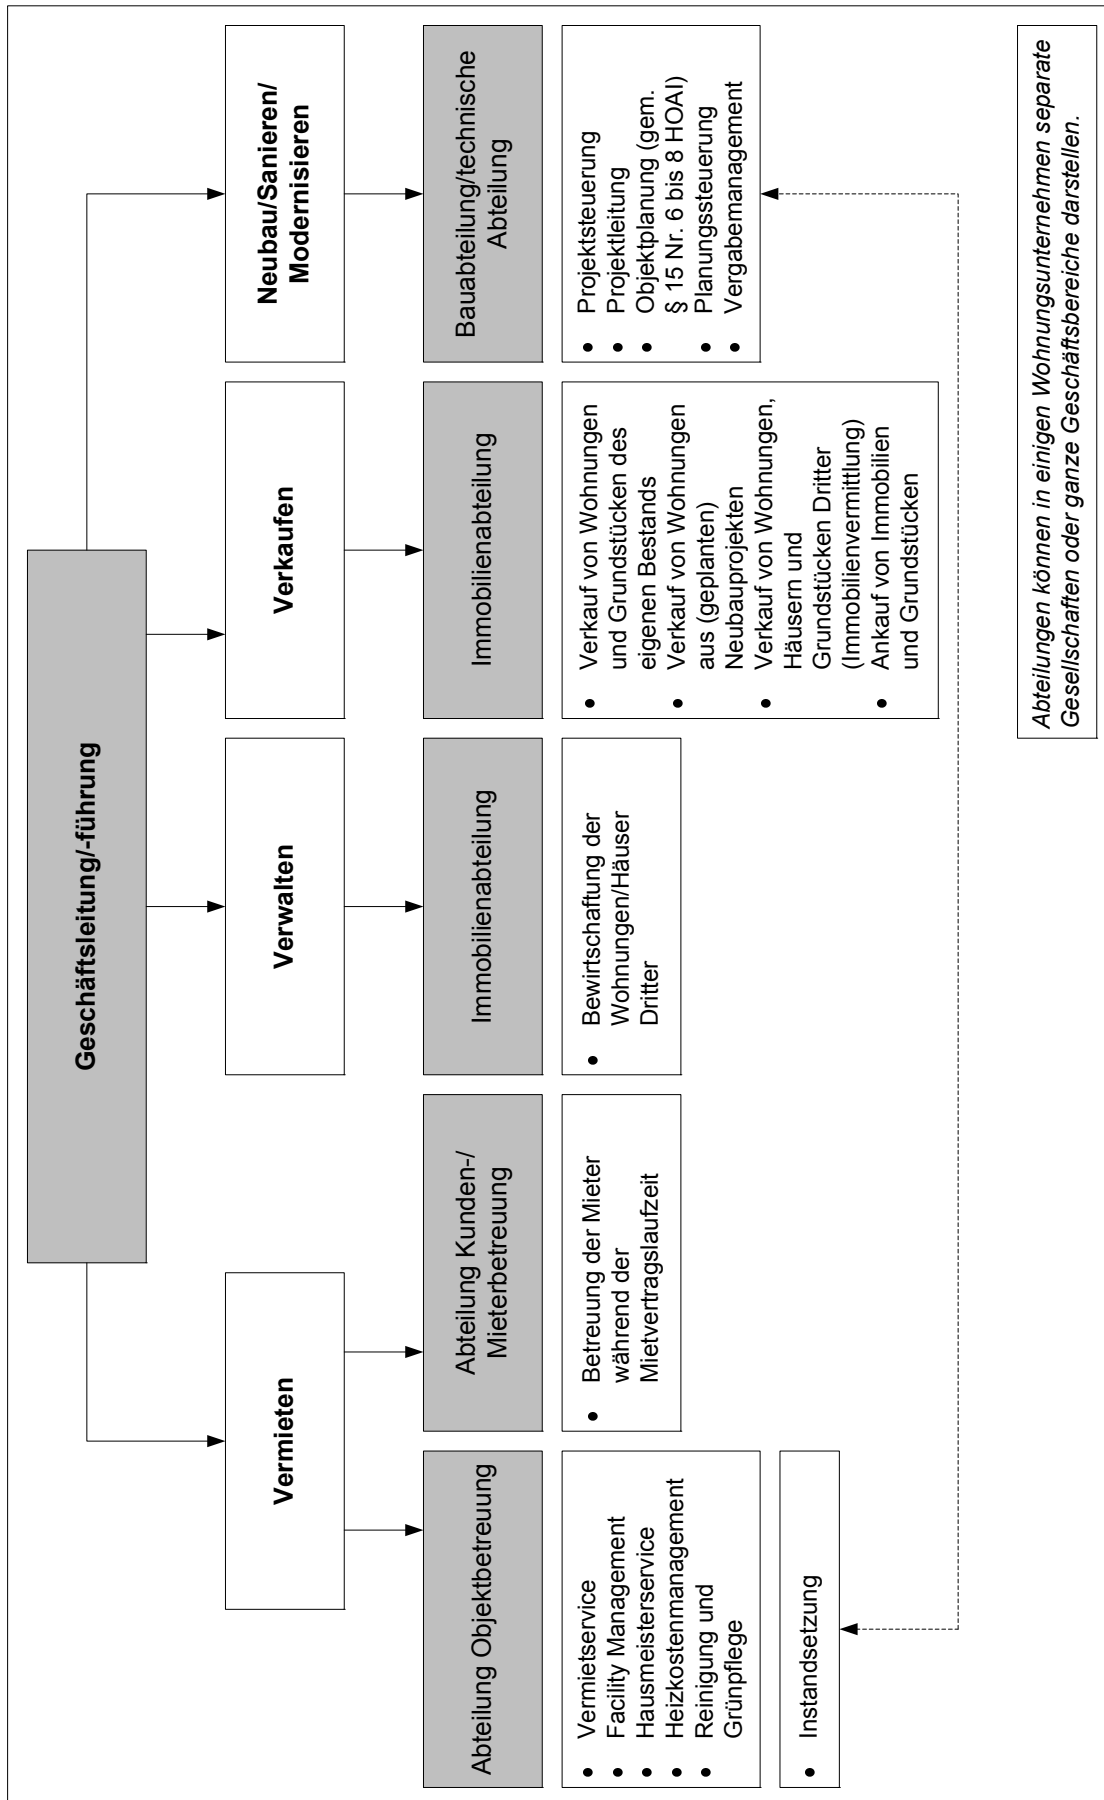 Geschäftsleitung/-führung
Vermieten
Verwalten
Verkaufen
Neubau/Sanieren/
Modernisieren
Abteilung Objektbetreuung
Abteilung Kunden-/
Mieterbetreuung
Immobilienabteilung
Immobilienabteilung
Bauabteilung/technische
Abteilung
• Vermietservice
• Facility Management
• Hausmeisterservice
• Heizkostenmanagement
• Reinigung und
Grünpflege
• Instandsetzung
• Betreuung der Mieter
während der
Mietvertragslaufzeit
• Bewirtschaftung der
Wohnungen/Häuser
Dritter
• Verkauf von Wohnungen
und Grundstücken des
eigenen Bestands
• Verkauf von Wohnungen
aus (geplanten)
Neubauprojekten
• Verkauf von Wohnungen,
Häusern und
Grundstücken Dritter
(Immobilienvermittlung)
• Ankauf von Immobilien
und Grundstücken
• Projektsteuerung
• Projektleitung
• Objektplanung (gem.
§ 15 Nr. 6 bis 8 HOAI)
• Planungssteuerung
• Vergabemanagement
Abteilungen können in einigen Wohnungsunternehmen separate
Gesellschaften oder ganze Geschäftsbereiche darstellen.